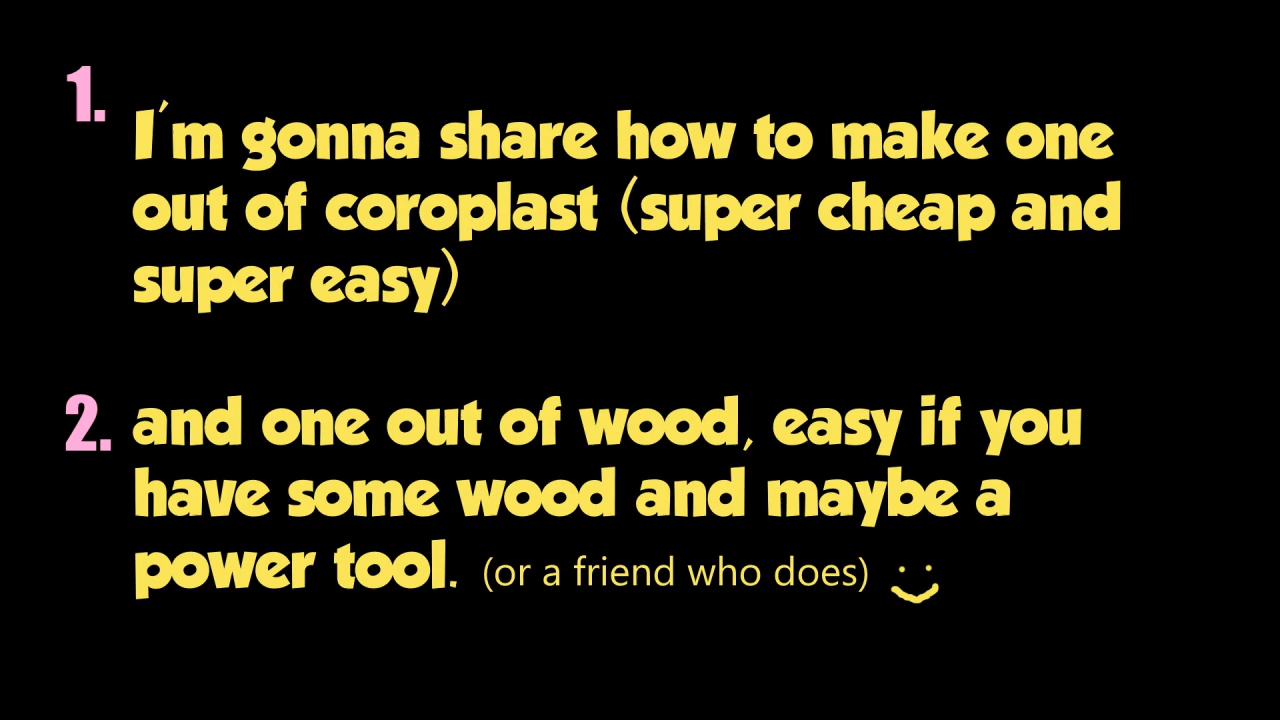 1.
I'm gonna share how to make one
out of coroplast (super cheap and
super easy)
2. and one out of wood, easy if you
have some wood and maybe a
power tool. (or a friend who does)